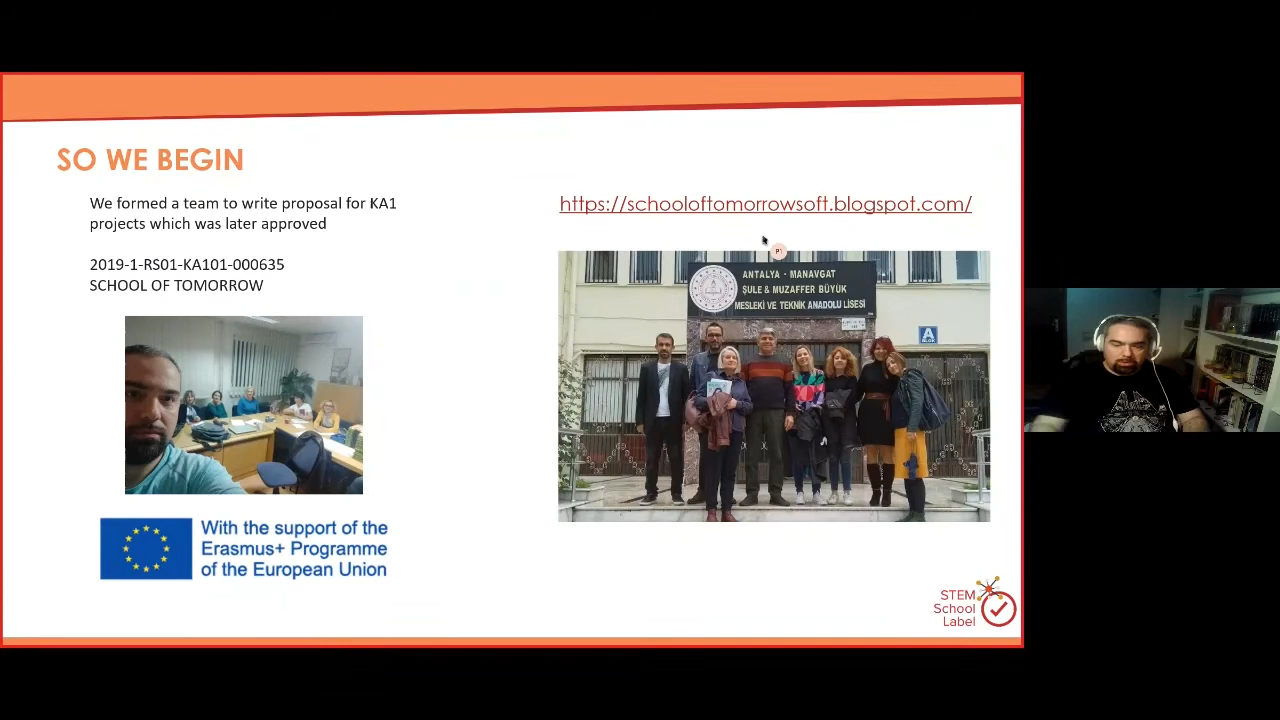 SO WE BEGIN
We formed a team to write proposal for KA1
projects which was later approved
2019-1-RS01-KA101-000635
SCHOOL OF TOMORROW
With the support of the
Erasmus+ Programme
of the European Union
https://schooloftomorrowsoft.blogspot.com/
P1
ANTALYA - MANAVGAT
ŞULE & MUZAFFER BÜYÜK
MESLEKİ VE TEKNİK ANADOLU LİSESİ
A
BLOK
STEM
School
Label